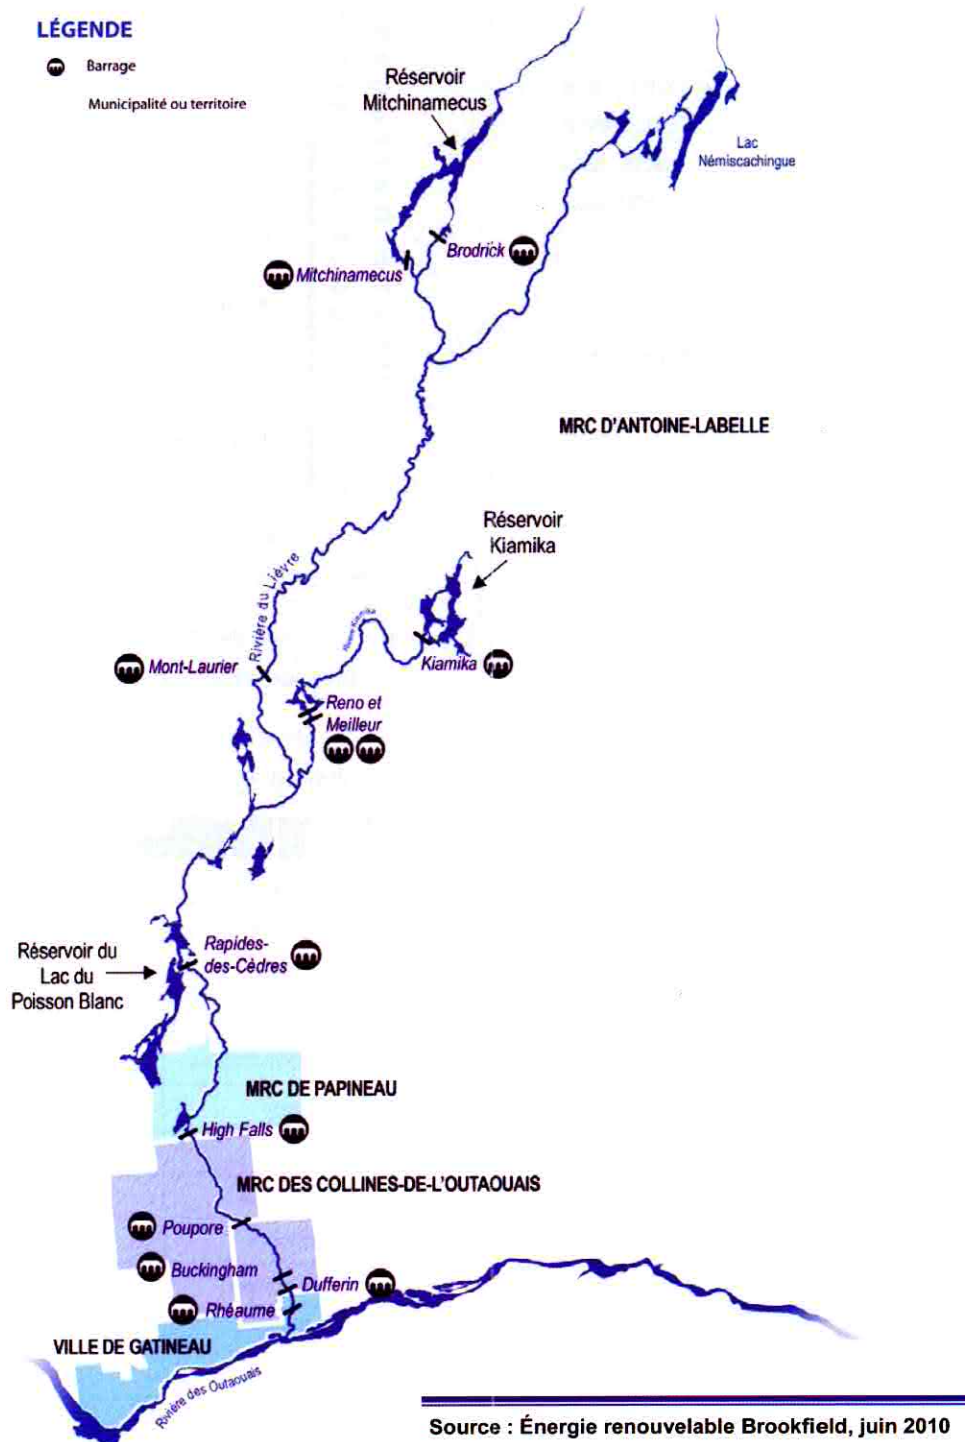 LÉGENDE
Barrage
Municipalité ou territoire
Réservoir
Mitchinamecus
Lac
Némiscachingue
Brodrick
Mitchinamecus
MRC D'ANTOINE-LABELLE
Réservoir
Kiamika
Rivière du Lièvre
Rivière Kiamika
Mont-Laurier
Kiamika
Reno et
Meilleur
Réservoir du
Lac du
Poisson Blanc
Rapides-
des-Cèdres
MRC DE PAPINEAU
High Falls
MRC DES COLLINES-DE-L'OUTAOUAIS
Poupore
Buckingham
Dufferin
Rhéaume
VILLE DE GATINEAU
Rivière des Outaouais
Source : Énergie renouvelable Brookfield, juin 2010